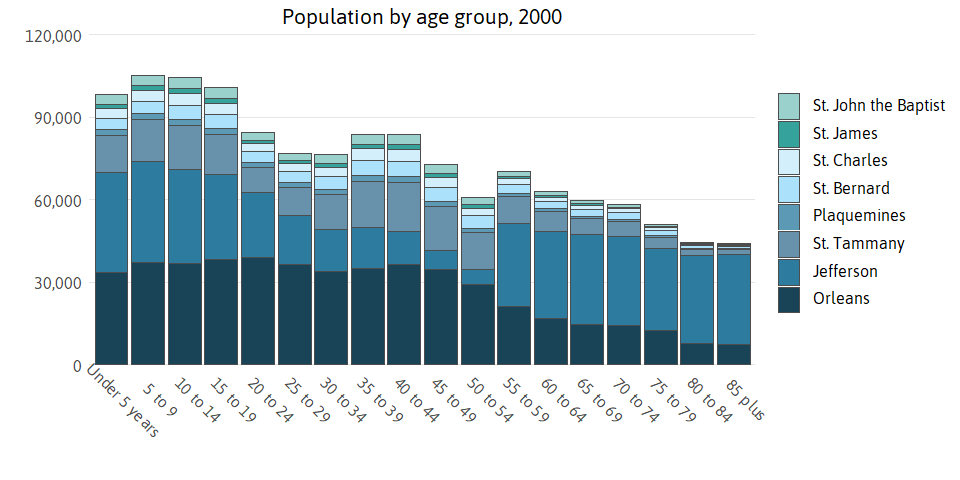 Population by age group, 2000
120,000
90,000
60,000
30,000
0
Under 5 years
5 to 9
10 to 14
15 to 19
20 to 24
25 to 29
30 to 34
35 to 39
40 to 44
45 to 49
50 to 54
55 to 59
60 to 64
65 to 69
70 to 74
75 to 79
80 to 84
85 plus
St. John the Baptist
St. James
St. Charles
St. Bernard
Plaquemines
St. Tammany
Jefferson
Orleans